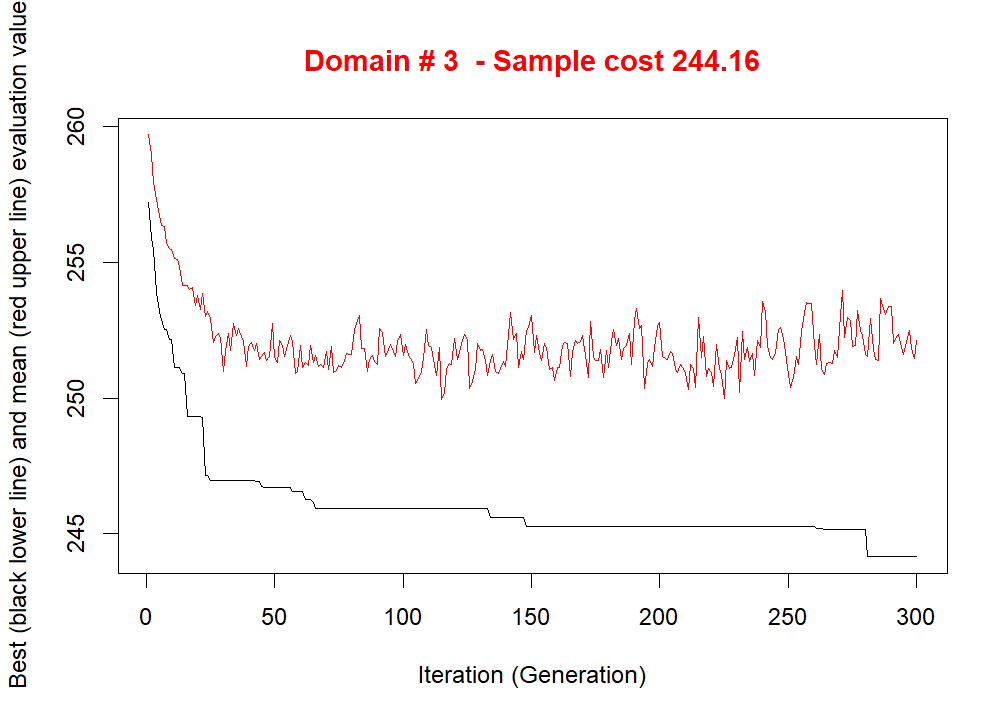 Domain # 3  - Sample cost 244.16
Best (black lower line) and mean (red upper line) evaluation value
260
255
250
245
0 50 100 150 200 250 300
Iteration (Generation)